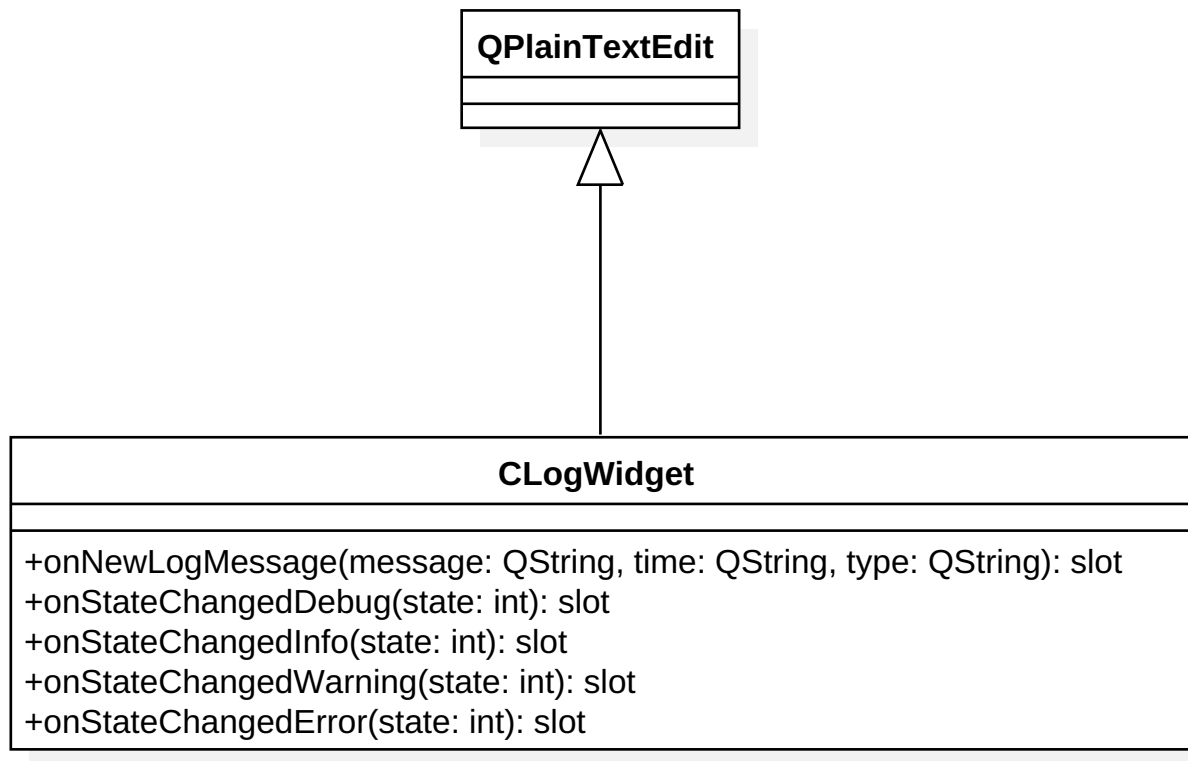 QPlainTextEdit
CLogWidget
+onNewLogMessage(message: QString, time: QString, type: QString): slot
+onStateChangedDebug(state: int): slot
+onStateChangedInfo(state: int): slot
+onStateChangedWarning(state: int): slot
+onStateChangedError(state: int): slot